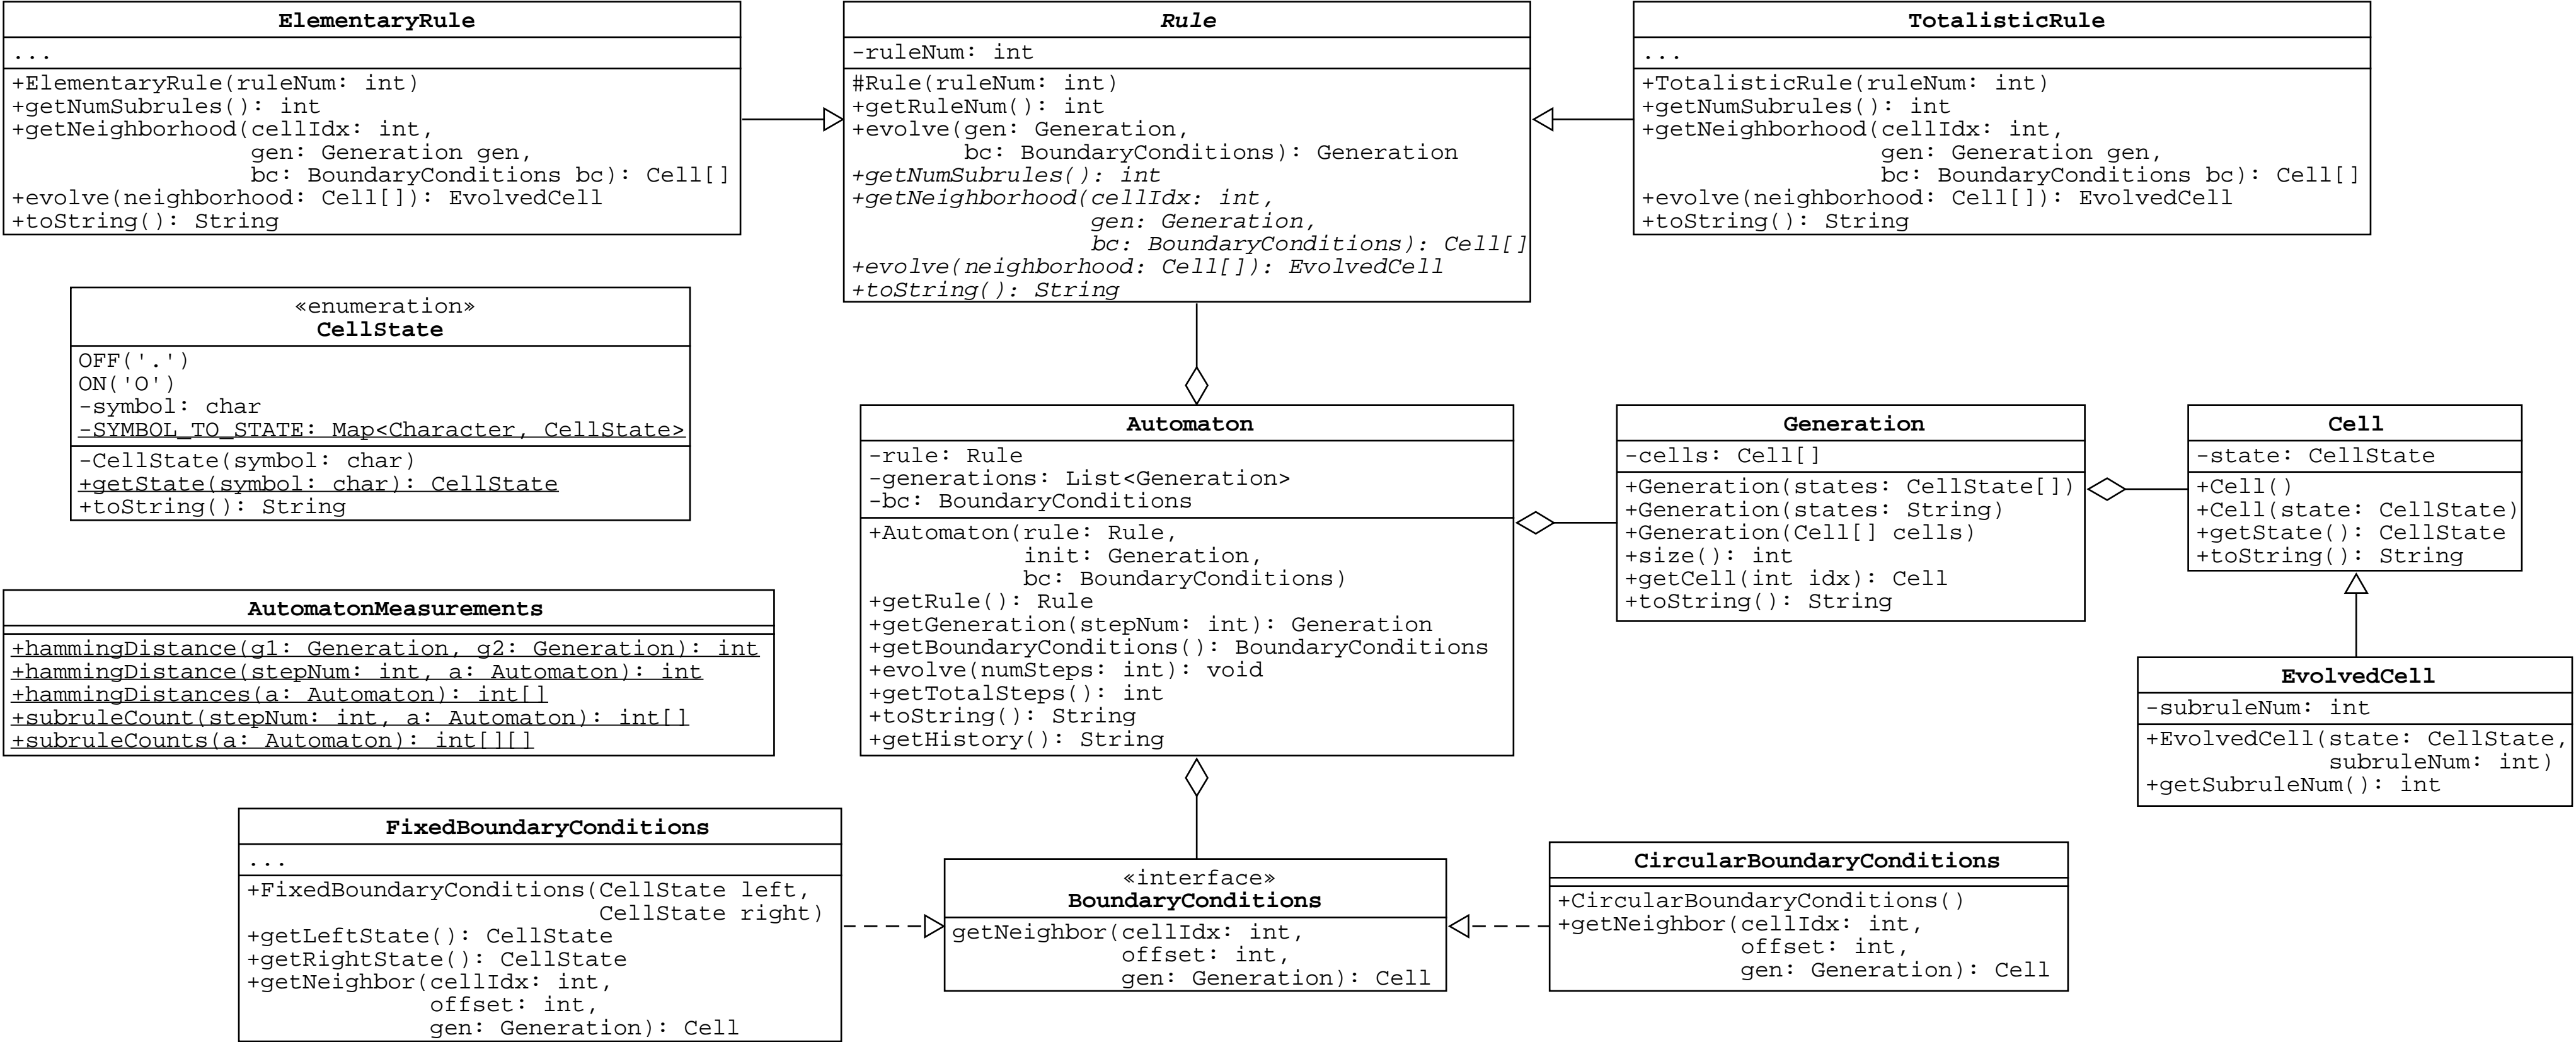 ElementaryRule
...
+ElementaryRule(ruleNum: int)
+getNumSubrules(): int
+getNeighborhood(cellIdx: int,
gen: Generation gen,
bc: BoundaryConditions bc): Cell[]
+evolve(neighborhood: Cell[]): EvolvedCell
+toString(): String
Rule
-ruleNum: int
#Rule(ruleNum: int)
+getRuleNum(): int
+evolve(gen: Generation,
bc: BoundaryConditions): Generation
+getNumSubrules(): int
+getNeighborhood(cellIdx: int,
gen: Generation,
bc: BoundaryConditions): Cell[]
+evolve(neighborhood: Cell[]): EvolvedCell
+toString(): String
TotalisticRule
...
+TotalisticRule(ruleNum: int)
+getNumSubrules(): int
+getNeighborhood(cellIdx: int,
gen: Generation gen,
bc: BoundaryConditions bc): Cell[]
+evolve(neighborhood: Cell[]): EvolvedCell
+toString(): String
«enumeration»
CellState
OFF('.')
ON('O')
-symbol: char
-SYMBOL_TO_STATE: Map<Character, CellState>
-CellState(symbol: char)
+getState(symbol: char): CellState
+toString(): String
Automaton
-rule: Rule
-generations: List<Generation>
-bc: BoundaryConditions
+Automaton(rule: Rule,
init: Generation,
bc: BoundaryConditions)
+getRule(): Rule
+getGeneration(stepNum: int): Generation
+getBoundaryConditions(): BoundaryConditions
+evolve(numSteps: int): void
+getTotalSteps(): int
+toString(): String
+getHistory(): String
Generation
-cells: Cell[]
+Generation(states: CellState[])
+Generation(states: String)
+Generation(Cell[] cells)
+size(): int
+getCell(int idx): Cell
+toString(): String
Cell
-state: CellState
+Cell()
+Cell(state: CellState)
+getState(): CellState
+toString(): String
AutomatonMeasurements
+hammingDistance(g1: Generation, g2: Generation): int
+hammingDistance(stepNum: int, a: Automaton): int
+hammingDistances(a: Automaton): int[]
+subruleCount(stepNum: int, a: Automaton): int[]
+subruleCounts(a: Automaton): int[][]
EvolvedCell
-subruleNum: int
+EvolvedCell(state: CellState,
subruleNum: int)
+getSubruleNum(): int
FixedBoundaryConditions
...
+FixedBoundaryConditions(CellState left,
CellState right)
+getLeftState(): CellState
+getRightState(): CellState
+getNeighbor(cellIdx: int,
offset: int,
gen: Generation): Cell
«interface»
BoundaryConditions
getNeighbor(cellIdx: int,
offset: int,
gen: Generation): Cell
CircularBoundaryConditions
+CircularBoundaryConditions()
+getNeighbor(cellIdx: int,
offset: int,
gen: Generation): Cell